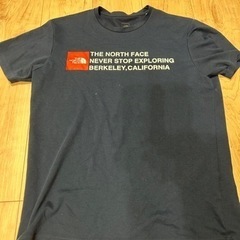 THE NORTH FACE
NEVER STOP EXPLORING
BERKELEY,CALIFORNIA